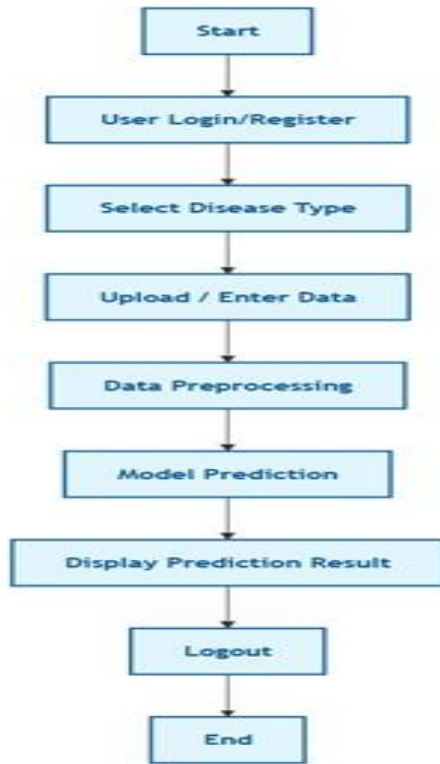 Start
User Login/Register
Select Disease Type
Upload / Enter Data
Data Preprocessing
Model Prediction
Display Prediction Result
Logout
End